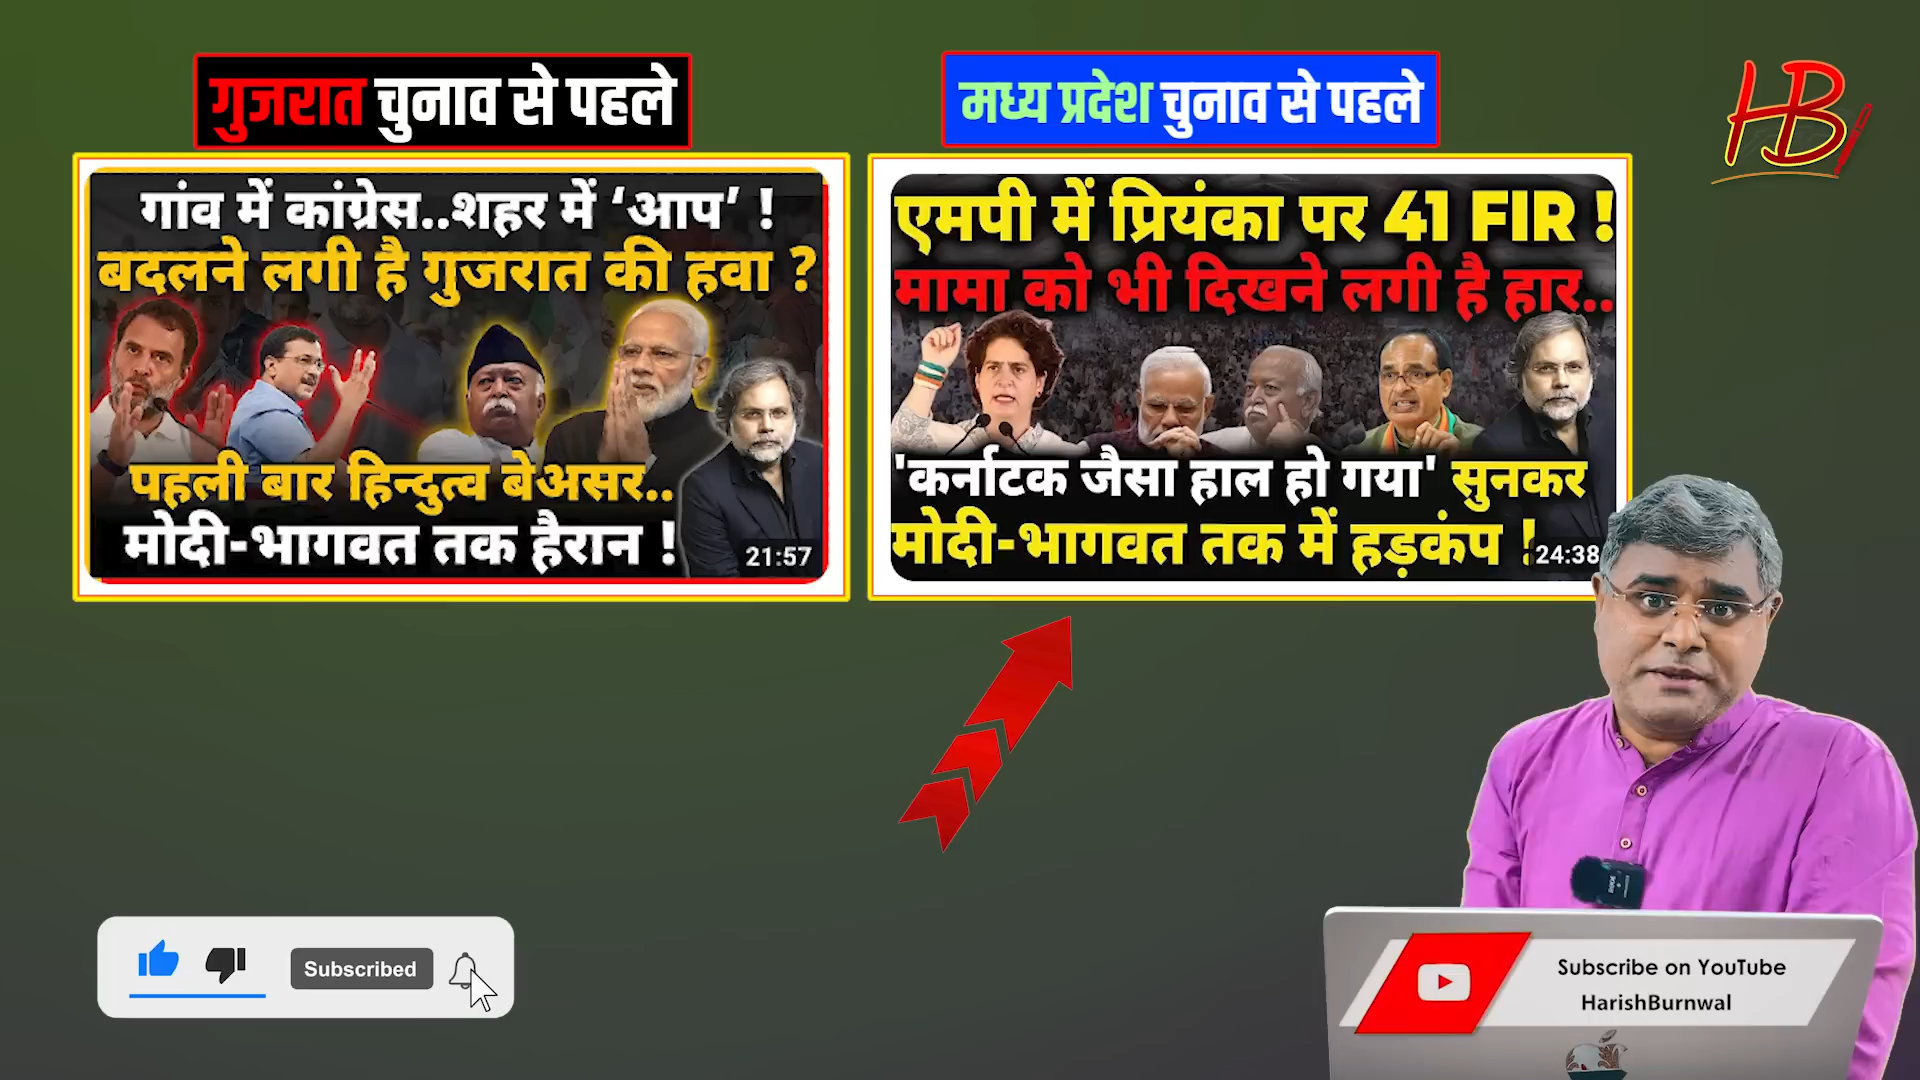 गुजरात चुनाव से पहले
गांव में कांग्रेस..शहर में ‘आप’ !
बदलने लगी है गुजरात की हवा ?
पहली बार हिन्दुत्व बेअसर..
मोदी-भागवत तक हैरान !
21:57
मध्य प्रदेश चुनाव से पहले
एमपी में प्रियंका पर 41 FIR !
मामा को भी दिखने लगी है हार..
'कर्नाटक जैसा हाल हो गया' सुनकर
मोदी-भागवत तक में हड़कंप !
24:38
HB
Subscribed
Subscribe on YouTube
HarishBurnwal